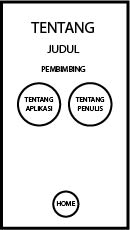 TENTANG
JUDUL
PEMBIMBING
TENTANG
APLIKASI
TENTANG
PENULIS
HOME